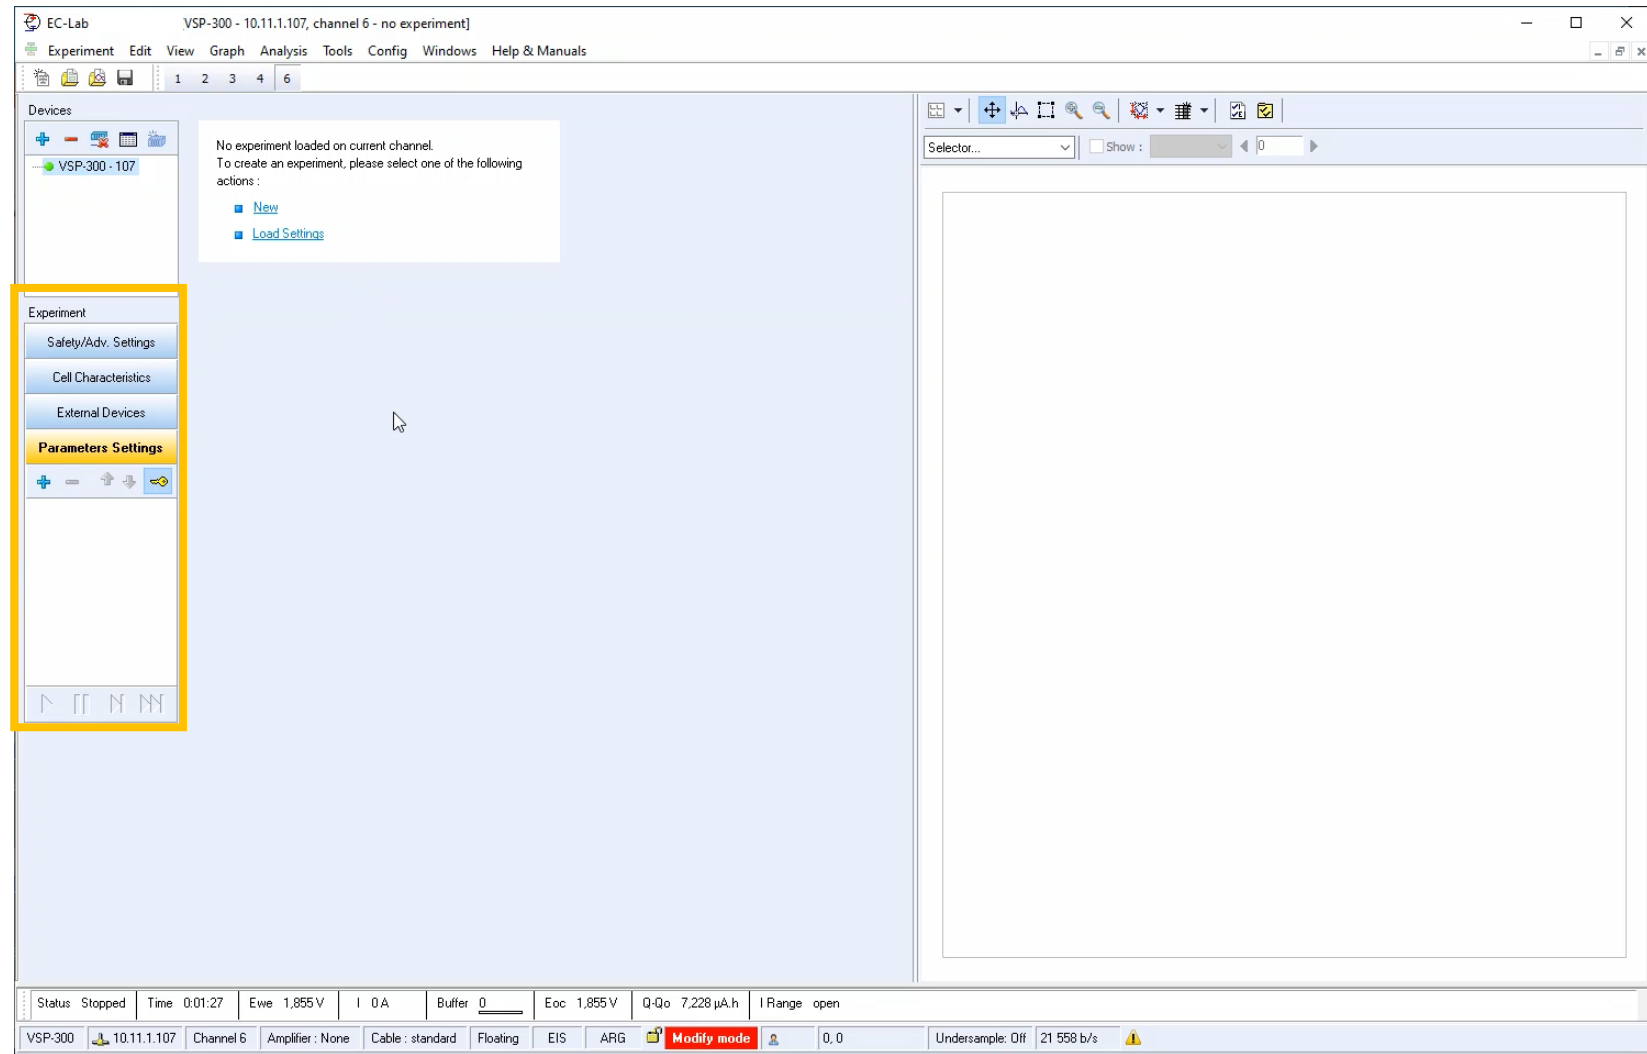 EC-Lab VSP-300 - 10.11.1.107, channel 6 - no experiment]
Experiment Edit View Graph Analysis Tools Config Windows Help & Manuals
1 2 3 4 6
Devices
VSP-300 - 107
No experiment loaded on current channel.
To create an experiment, please select one of the following
actions :
New
Load Settings
Selector... Show : 0
Experiment
Safety/Adv. Settings
Cell Characteristics
External Devices
Parameters Settings
Status Stopped Time 0:01:27 Ewe 1,855 V I 0 A Buffer 0 Eoc 1,855 V Q-Qo 7,228 µA.h I Range open
VSP-300 10.11.1.107 Channel 6 Amplifier : None Cable : standard Floating EIS ARG Modify mode 0, 0 Undersample: Off 21 558 b/s